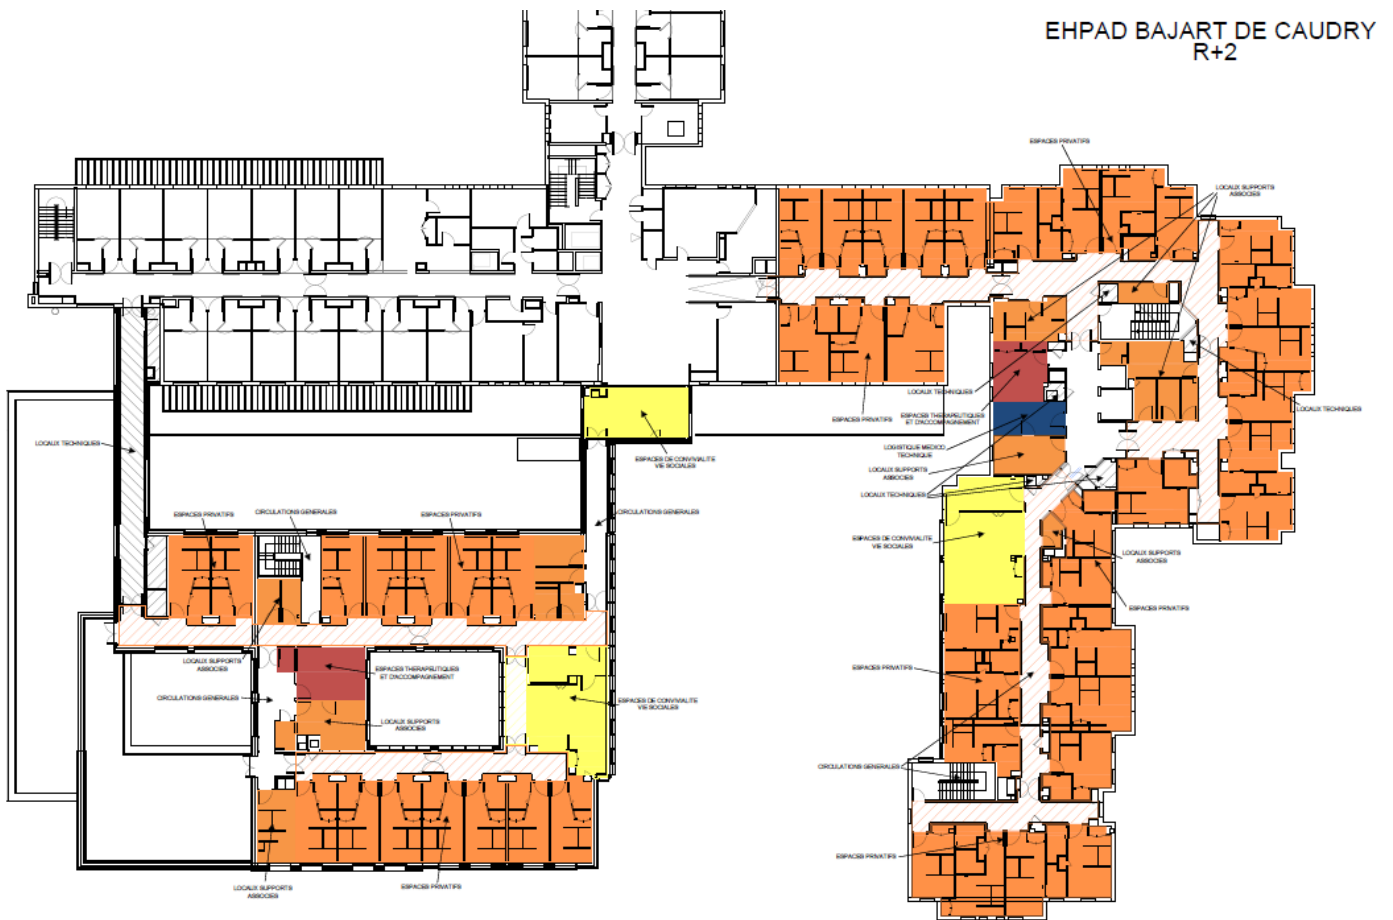 EHPAD BAJART DE CAUDRY
R+2
ESPACES PRIVATIFS
LOCAUX SUPPORTS
ASSOCIES
LOCAUX TECHNIQUES
ESPACES THERAPEUTIQUES
ET D'ACCOMPAGNEMENT
ESPACES PRIVATIFS
LOCAUX TECHNIQUES
LOGISTIQUE MEDICO
TECHNIQUE
LOCAUX SUPPORTS
ASSOCIES
LOCAUX TECHNIQUES
LOCAUX TECHNIQUES
ESPACES DE CONVIVIALITE
VIE SOCIALES
ESPACES PRIVATIFS
CIRCULATIONS GENERALES
ESPACES PRIVATIFS
CIRCULATIONS GENERALES
ESPACES DE CONVIVIALITE
VIE SOCIALES
LOCAUX SUPPORTS
ASSOCIES
ESPACES PRIVATIFS
LOCAUX SUPPORTS
ASSOCIES
ESPACES THERAPEUTIQUES
ET D'ACCOMPAGNEMENT
CIRCULATIONS GENERALES
ESPACES DE CONVIVIALITE
VIE SOCIALES
LOCAUX SUPPORTS
ASSOCIES
ESPACES PRIVATIFS
CIRCULATIONS GENERALES
ESPACES PRIVATIFS
LOCAUX SUPPORTS
ASSOCIES
ESPACES PRIVATIFS